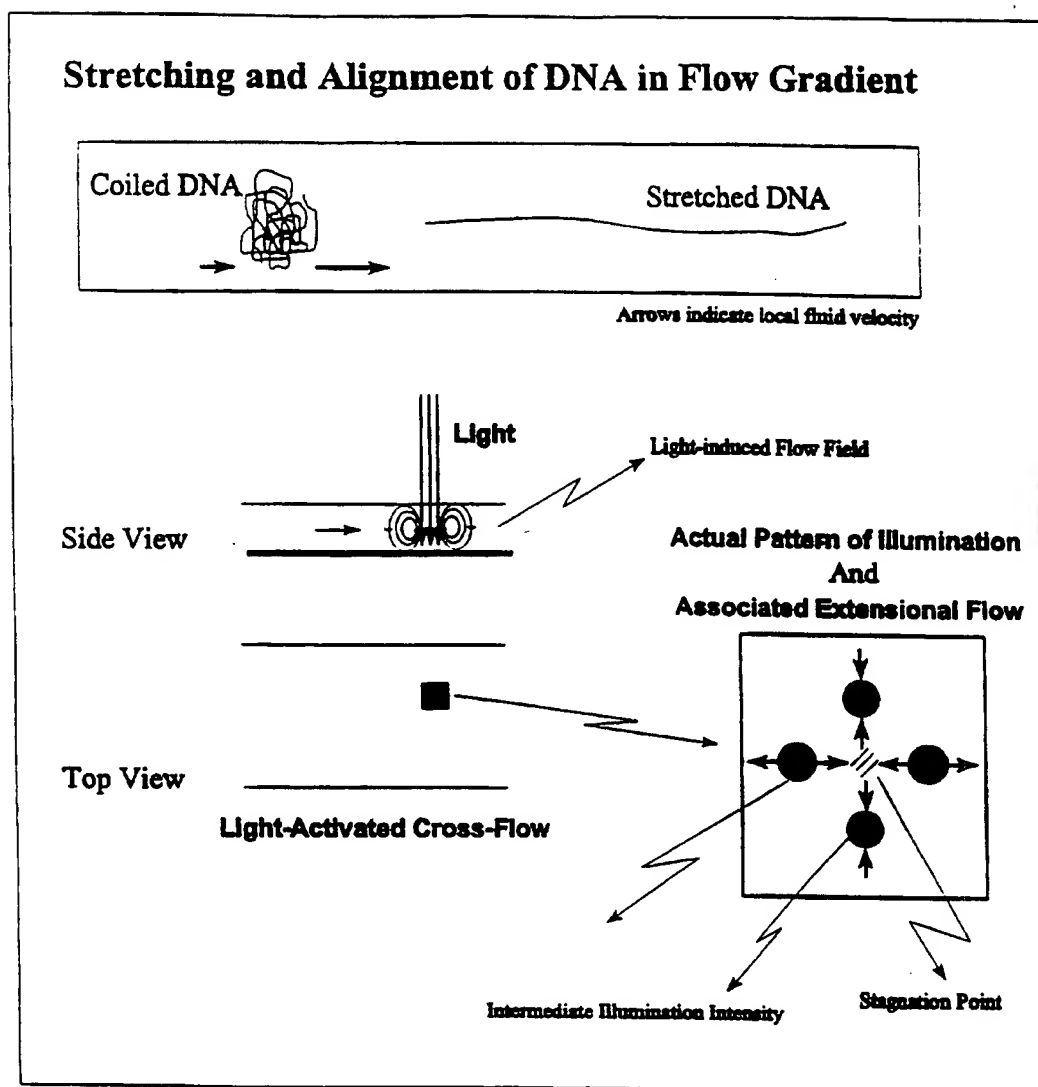 Stretching and Alignment of DNA in Flow Gradient
Coiled DNA
Stretched DNA
Arrows indicate local fluid velocity
Light
Light-induced Flow Field
Side View
Actual Pattern of Illumination
And
Associated Extensional Flow
Top View
Light-Activated Cross-Flow
Intermediate Illumination Intensity
Stagnation Point